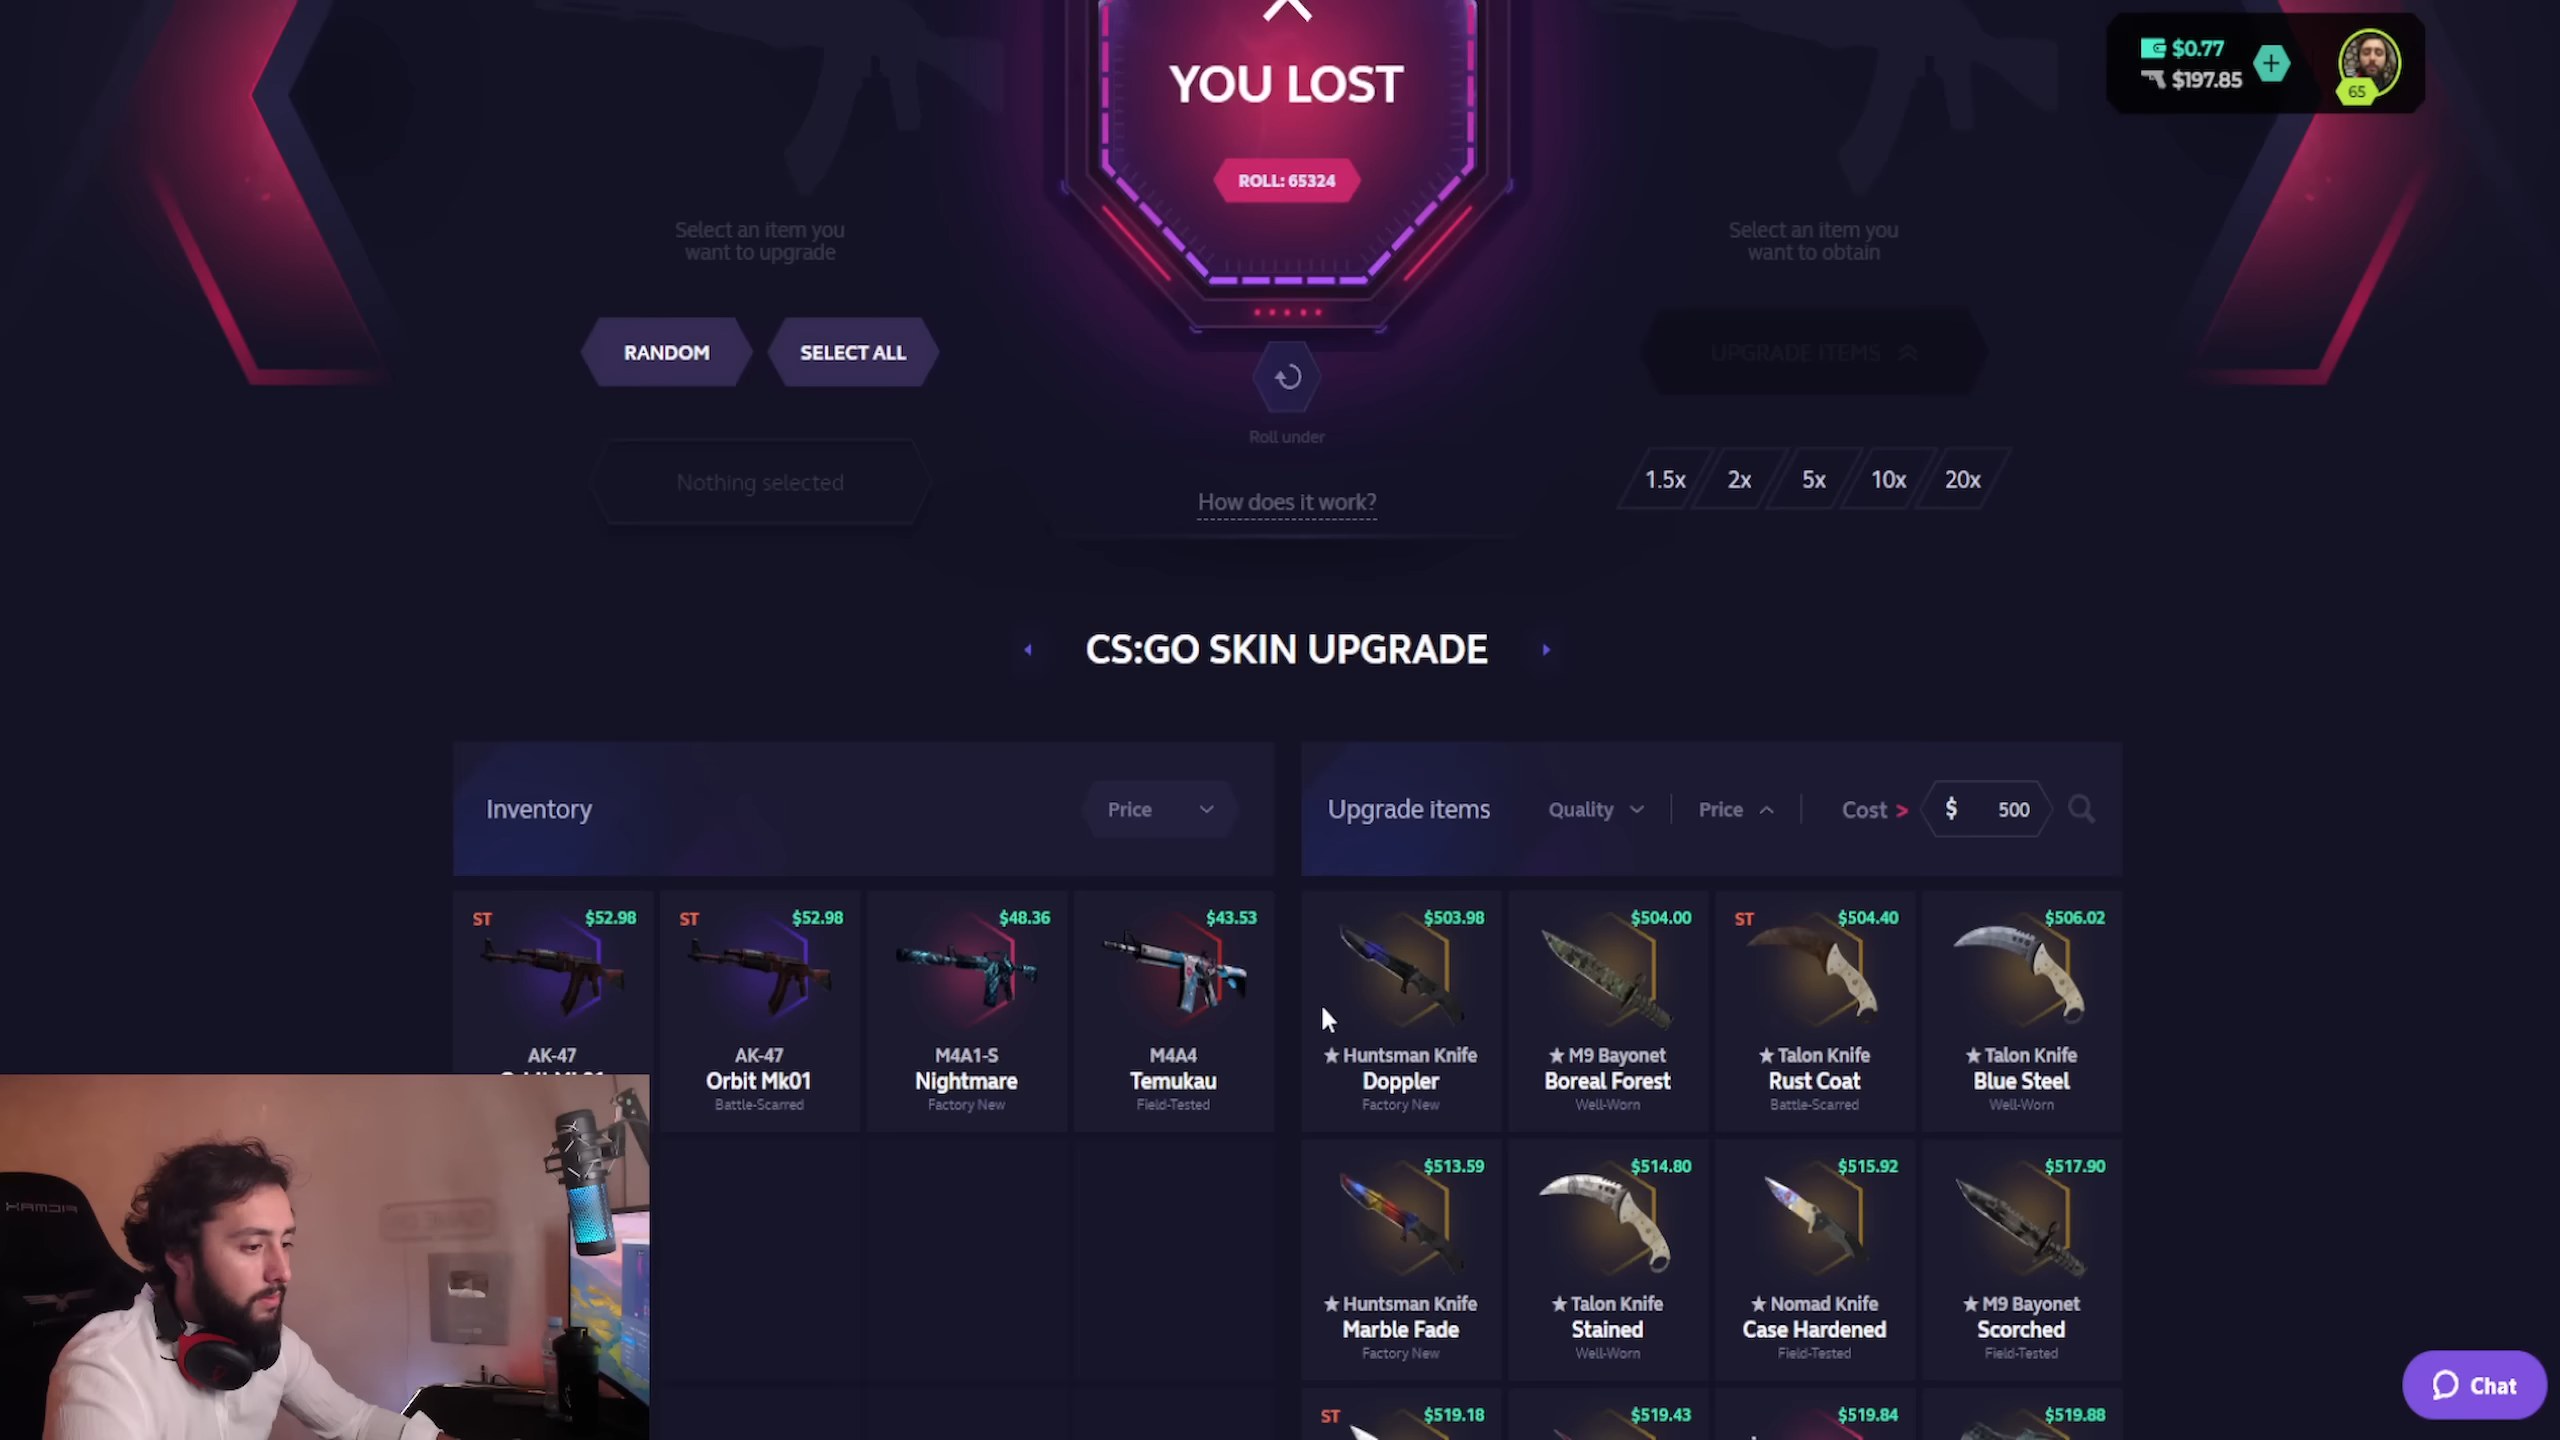 $0.77
$197.85
65
YOU LOST
ROLL: 65324
Select an item you
want to upgrade
Select an item you
want to obtain
RANDOM
SELECT ALL
UPGRADE ITEMS
Roll under
Nothing selected
1.5x
2x
5x
10x
20x
How does it work?
CS:GO SKIN UPGRADE
Inventory
Price
Upgrade items
Quality
Price
Cost >
$ 500
ST $52.98
AK-47
ST $52.98
AK-47
Orbit Mk01
Battle-Scarred
$48.36
M4A1-S
Nightmare
Factory New
$43.53
M4A4
Temukau
Field-Tested
$503.98
★ Huntsman Knife
Doppler
Factory New
$504.00
★ M9 Bayonet
Boreal Forest
Well-Worn
ST $504.40
★ Talon Knife
Rust Coat
Battle-Scarred
$506.02
★ Talon Knife
Blue Steel
Well-Worn
$513.59
★ Huntsman Knife
Marble Fade
Factory New
$514.80
★ Talon Knife
Stained
Well-Worn
$515.92
★ Nomad Knife
Case Hardened
Field-Tested
$517.90
★ M9 Bayonet
Scorched
Field-Tested
ST $519.18
$519.43
$519.84
$519.88
Chat